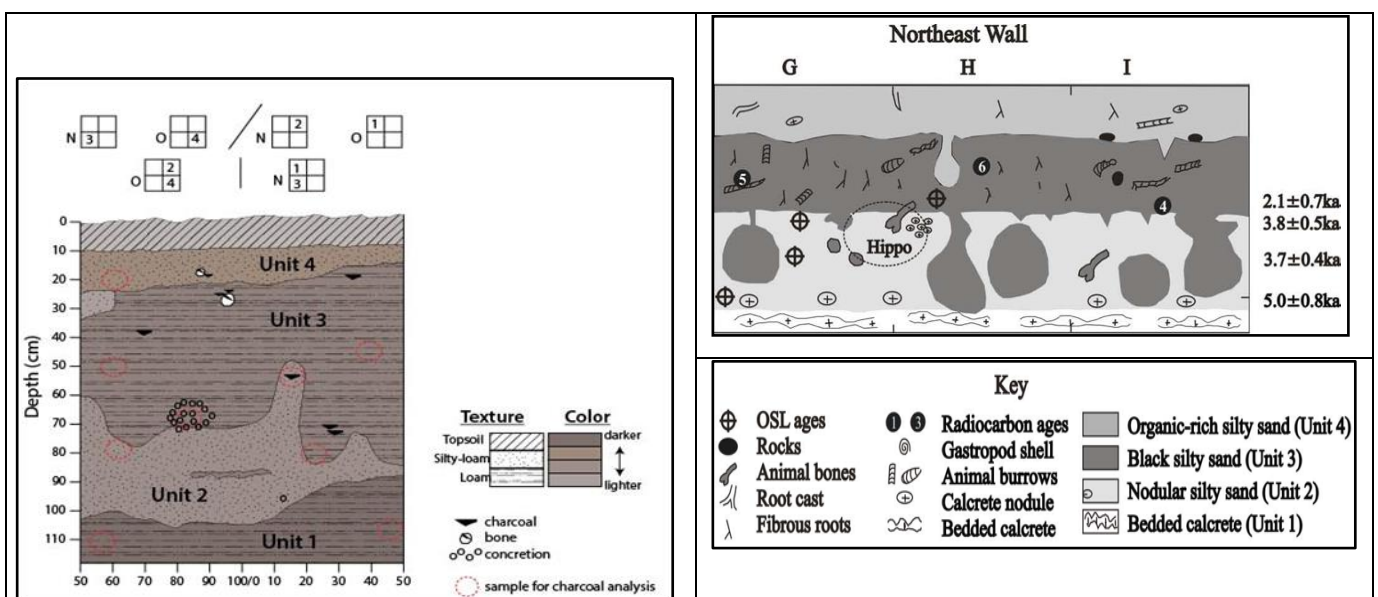 N 3
O 4
N 2
O 1
O 2 4
N 1 3
0
10
20
30
40
50
60
70
80
90
100
110
Depth (cm)
Unit 4
Unit 3
Unit 2
Unit 1
50 60 70 80 90 100/0 10 20 30 40 50
Texture Color
Topsoil
Silty-loam
Loam
darker
lighter
charcoal
bone
concretion
sample for charcoal analysis
Northeast Wall
G H I
5
6
4
Hippo
2.1±0.7ka
3.8±0.5ka
3.7±0.4ka
5.0±0.8ka
Key
OSL ages
Rocks
Animal bones
Root cast
Fibrous roots
1 3 Radiocarbon ages
Gastropod shell
Animal burrows
Calcrete nodule
Bedded calcrete
Organic-rich silty sand (Unit 4)
Black silty sand (Unit 3)
Nodular silty sand (Unit 2)
Bedded calcrete (Unit 1)